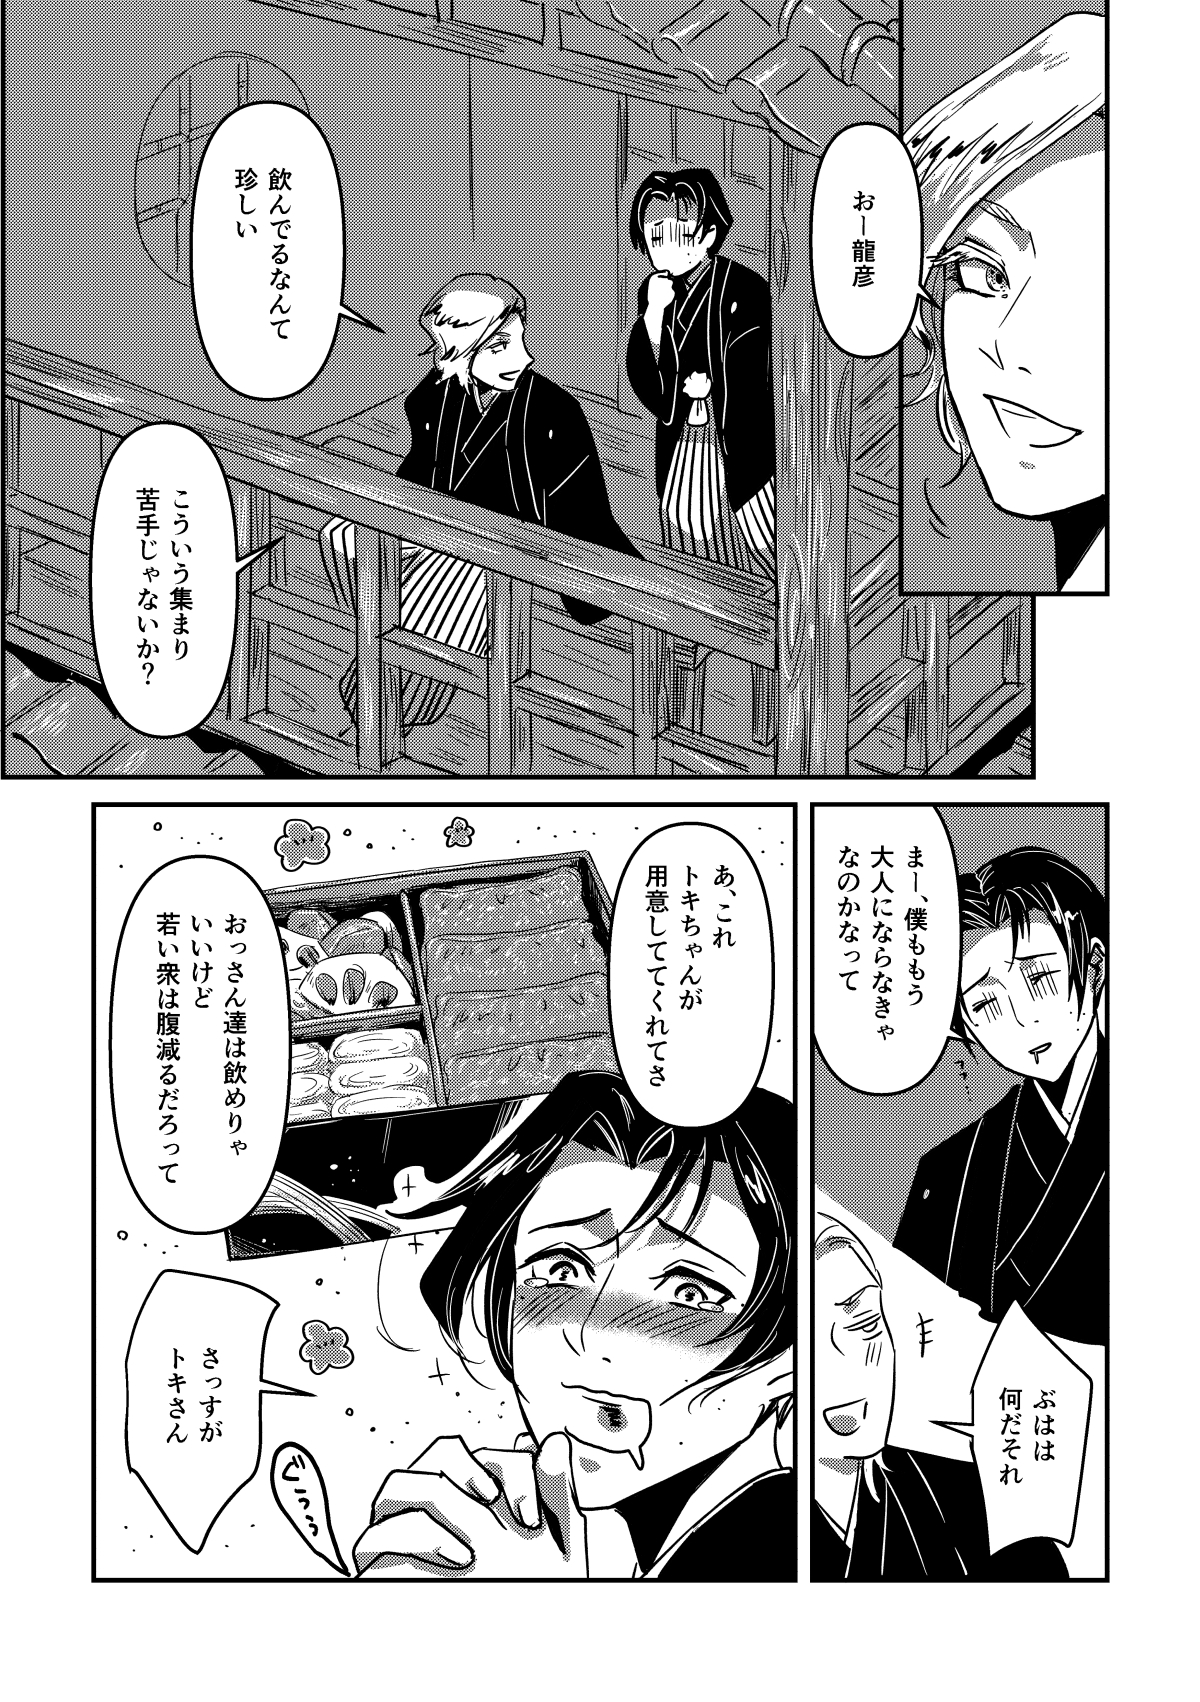 おー龍彦
飲んでるなんて
珍しい
こういう集まり
苦手じゃないか?
まー、僕ももう
大人にならなきゃ
なのかなって
ぶはは
何だそれ
あ、これ
トキちゃんが
用意しててくれてさ
おっさん達は飲めりゃ
いいけど
若い衆は腹減るだろって
さっすが
トキさん
ぐぅぅぅ